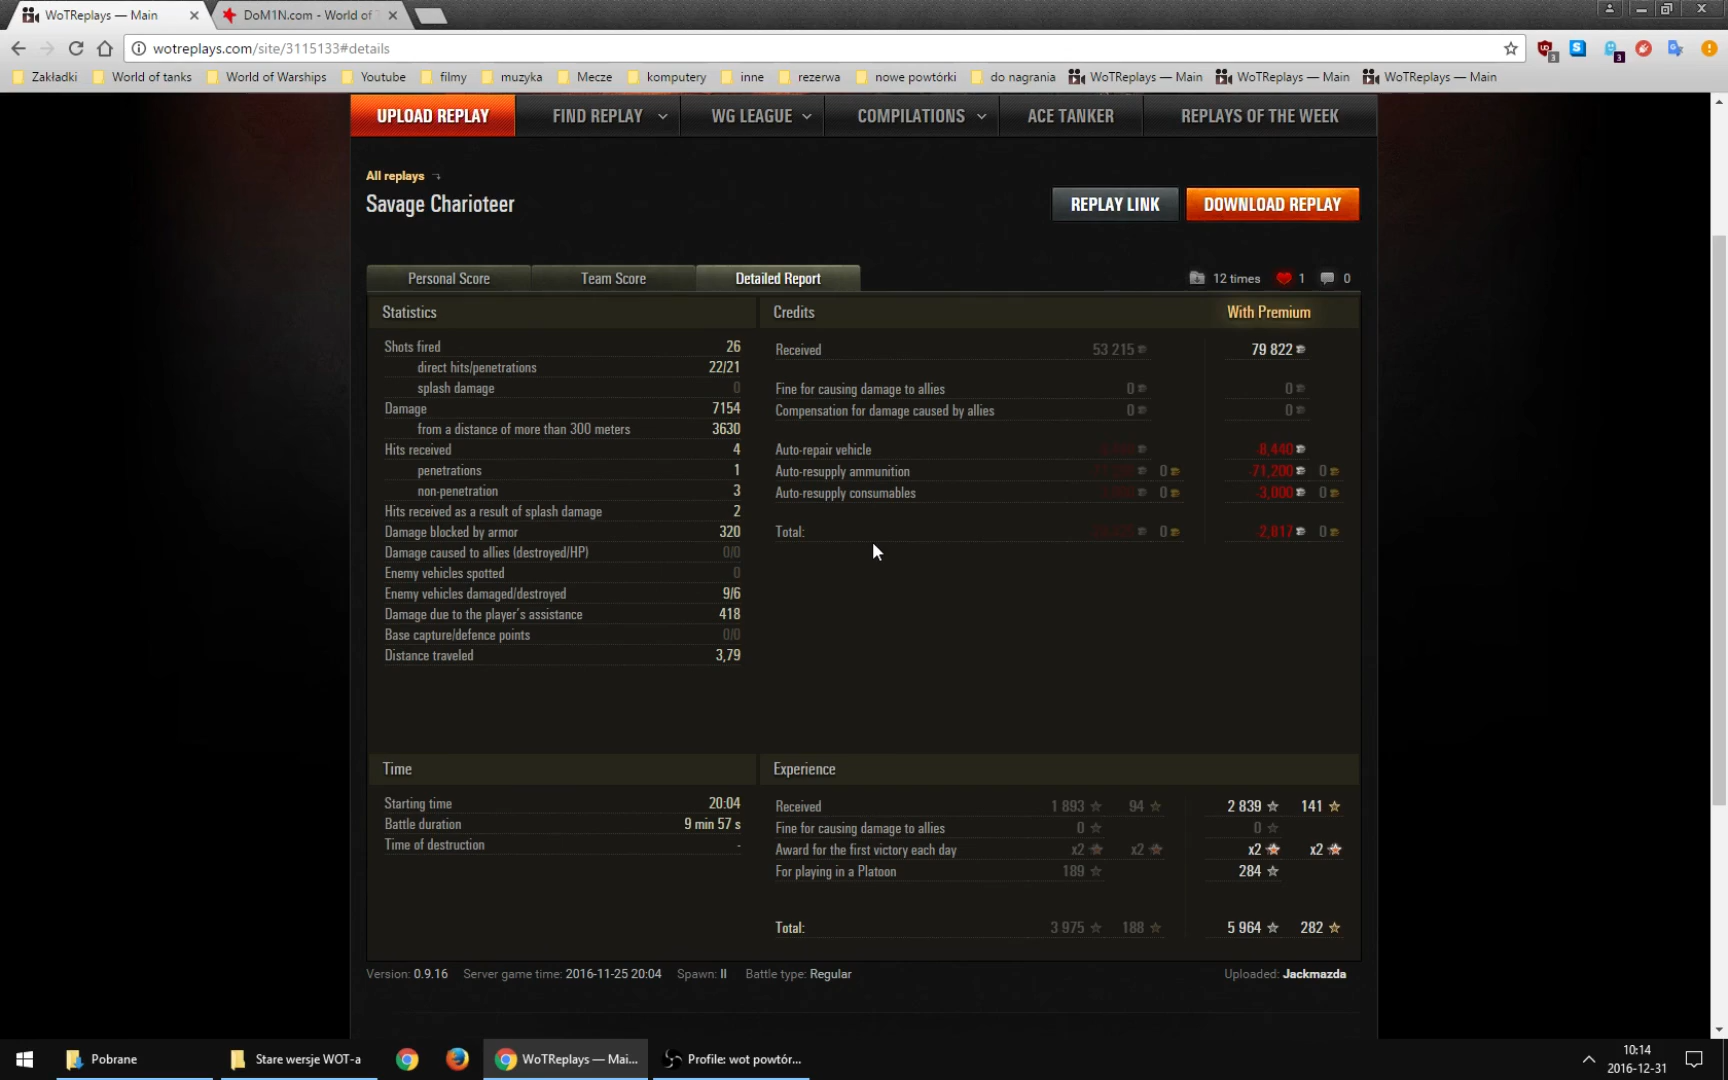 WoTReplays — Main
DoM1N.com - World of
wotreplays.com/site/3115133#details
Zakładki World of tanks World of Warships Youtube filmy muzyka Mecze komputery inne rezerwa nowe powtórki do nagrania WoTReplays — Main WoTReplays — Main WoTReplays — Main
UPLOAD REPLAY FIND REPLAY WG LEAGUE COMPILATIONS ACE TANKER REPLAYS OF THE WEEK
All replays
Savage Charioteer
REPLAY LINK DOWNLOAD REPLAY
Personal Score Team Score Detailed Report 12 times 1 0
Statistics
Shots fired 26
direct hits/penetrations 22/21
splash damage 0
Damage 7154
from a distance of more than 300 meters 3630
Hits received 4
penetrations 1
non-penetration 3
Hits received as a result of splash damage 2
Damage blocked by armor 320
Damage caused to allies (destroyed/HP) 0/0
Enemy vehicles spotted 0
Enemy vehicles damaged/destroyed 9/6
Damage due to the player's assistance 418
Base capture/defence points 0/0
Distance traveled 3,79
Credits With Premium
Received 53 215 79 822
Fine for causing damage to allies 0 0
Compensation for damage caused by allies 0 0
Auto-repair vehicle -8,440
Auto-resupply ammunition 0 -71,200 0
Auto-resupply consumables 0 -3,000 0
Total: 0 -2,817 0
Time
Starting time 20:04
Battle duration 9 min 57 s
Time of destruction -
Experience
Received 1 893 94 2 839 141
Fine for causing damage to allies 0 0
Award for the first victory each day x2 x2 x2 x2
For playing in a Platoon 189 284
Total: 3 975 188 5 964 282
Version: 0.9.16 Server game time: 2016-11-25 20:04 Spawn: II Battle type: Regular Uploaded: Jackmazda
Pobrane Stare wersje WOT-a WoTReplays — Mai... Profile: wot powtór...
10:14
2016-12-31